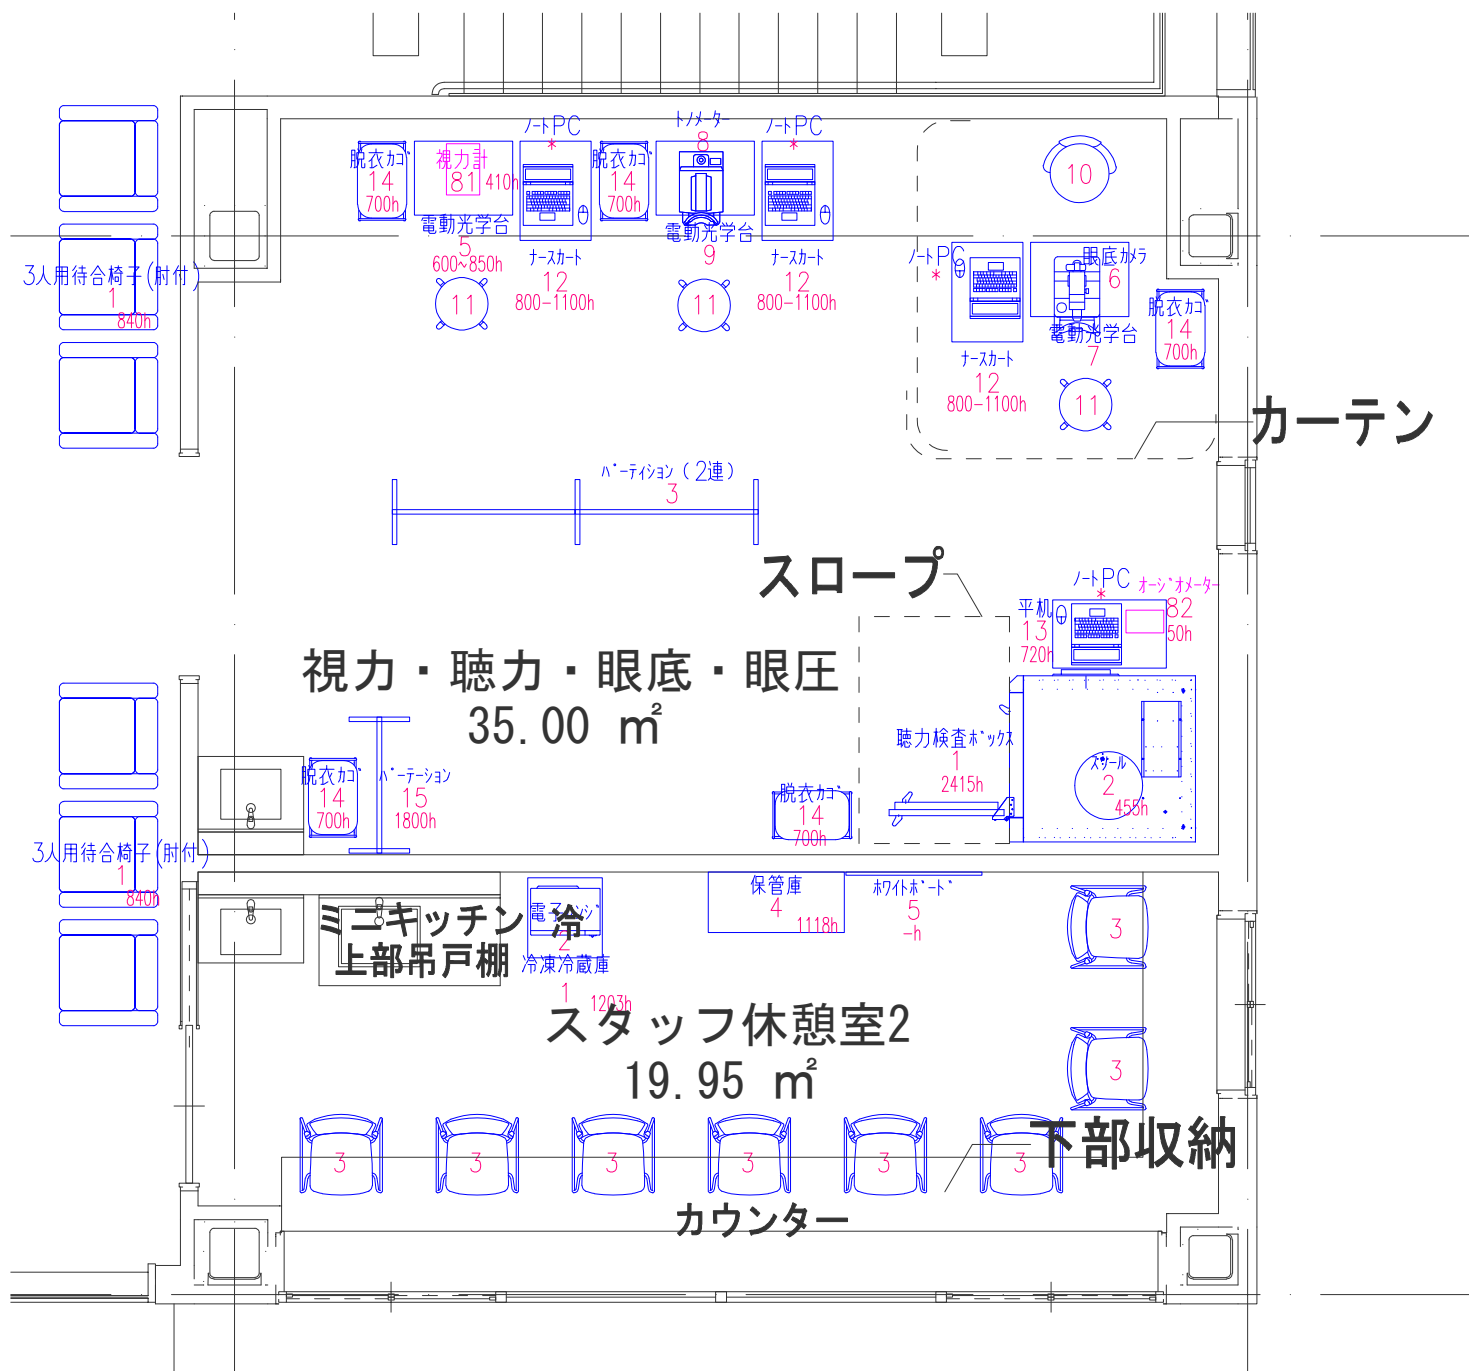 ノートPC
*
トノメーター
8
ノートPC
*
脱衣カゴ
14
700h
視力計
81
410h
脱衣カゴ
14
700h
10
電動光学台
5
600~850h
電動光学台
9
ナースカート
12
800-1100h
ナースカート
12
800-1100h
11
11
ノートPC
*
眼底カメラ
6
電動光学台
7
脱衣カゴ
14
700h
ナースカート
12
800-1100h
11
3人用待合椅子(肘付)
1
840h
カーテン
パーティション(2連)
3
スロープ
ノートPC
*
オージオメーター
82
50h
平机
13
720h
視力・聴力・眼底・眼圧
35.00 ㎡
聴力検査ボックス
1
2415h
スツール
2
455h
脱衣カゴ
14
700h
パーテーション
15
1800h
脱衣カゴ
14
700h
3人用待合椅子(肘付)
1
840h
ミニキッチン 冷
上部吊戸棚
電子レンジ
2
冷凍冷蔵庫
1
1203h
保管庫
4
1118h
ホワイトボード
5
-h
3
スタッフ休憩室2
19.95 ㎡
3
下部収納
3
3
3
3
3
3
カウンター